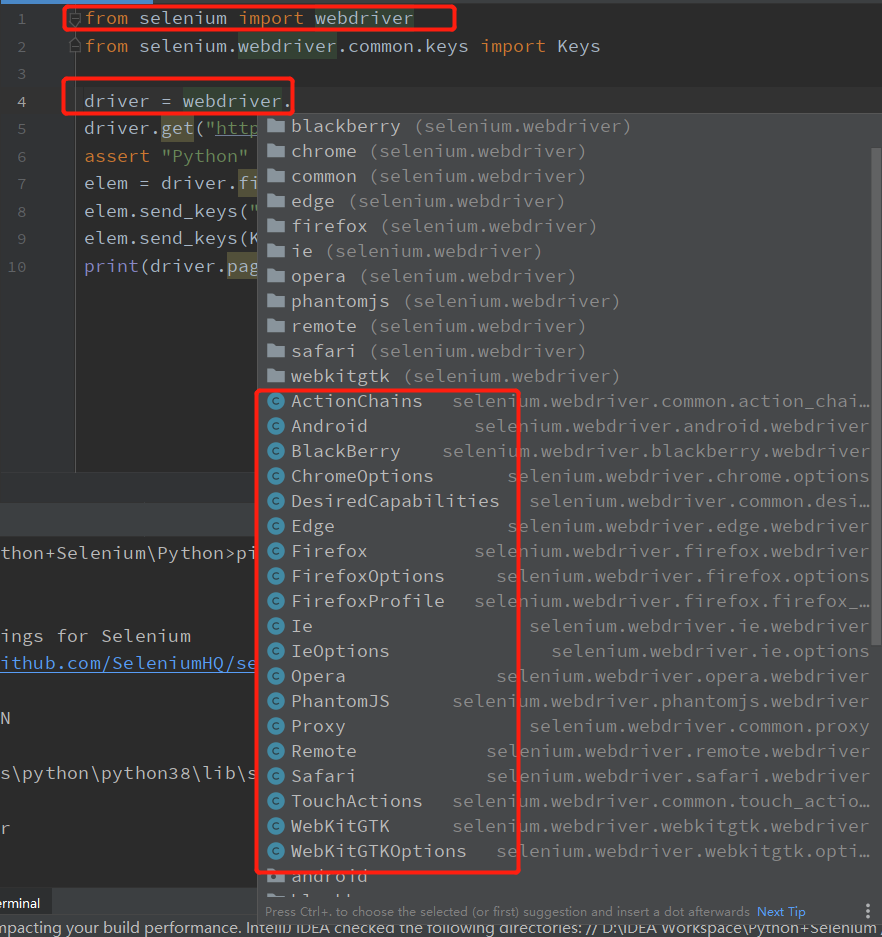 1 from selenium import webdriver
2 from selenium.webdriver.common.keys import Keys
3
4 driver = webdriver.
5 driver.get("http
6 assert "Python"
7 elem = driver.fi
8 elem.send_keys("
9 elem.send_keys(K
10 print(driver.pag
blackberry (selenium.webdriver)
chrome (selenium.webdriver)
common (selenium.webdriver)
edge (selenium.webdriver)
firefox (selenium.webdriver)
ie (selenium.webdriver)
opera (selenium.webdriver)
phantomjs (selenium.webdriver)
remote (selenium.webdriver)
safari (selenium.webdriver)
webkitgtk (selenium.webdriver)
ActionChains selenium.webdriver.common.action_chai…
Android selenium.webdriver.android.webdriver
BlackBerry selenium.webdriver.blackberry.webdriver
ChromeOptions selenium.webdriver.chrome.options
DesiredCapabilities selenium.webdriver.common.desi…
Edge selenium.webdriver.edge.webdriver
Firefox selenium.webdriver.firefox.webdriver
FirefoxOptions selenium.webdriver.firefox.options
FirefoxProfile selenium.webdriver.firefox.firefox_…
Ie selenium.webdriver.ie.webdriver
IeOptions selenium.webdriver.ie.options
Opera selenium.webdriver.opera.webdriver
PhantomJS selenium.webdriver.phantomjs.webdriver
Proxy selenium.webdriver.common.proxy
Remote selenium.webdriver.remote.webdriver
Safari selenium.webdriver.safari.webdriver
TouchActions selenium.webdriver.common.touch_actio…
WebKitGTK selenium.webdriver.webkitgtk.webdriver
WebKitGTKOptions selenium.webdriver.webkitgtk.opti…
android
Press Ctrl+. to choose the selected (or first) suggestion and insert a dot afterwards Next Tip
thon+Selenium\Python>pi
ings for Selenium
ithub.com/SeleniumHQ/se
N
s\python\python38\lib\s
r
erminal
mpacting your build performance. IntelliJ IDEA checked the following directories: // D:\IDEA Workspace\Python+Selenium